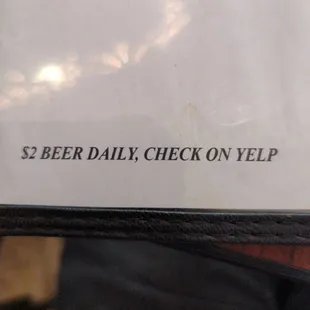 $2 BEER DAILY, CHECK ON YELP